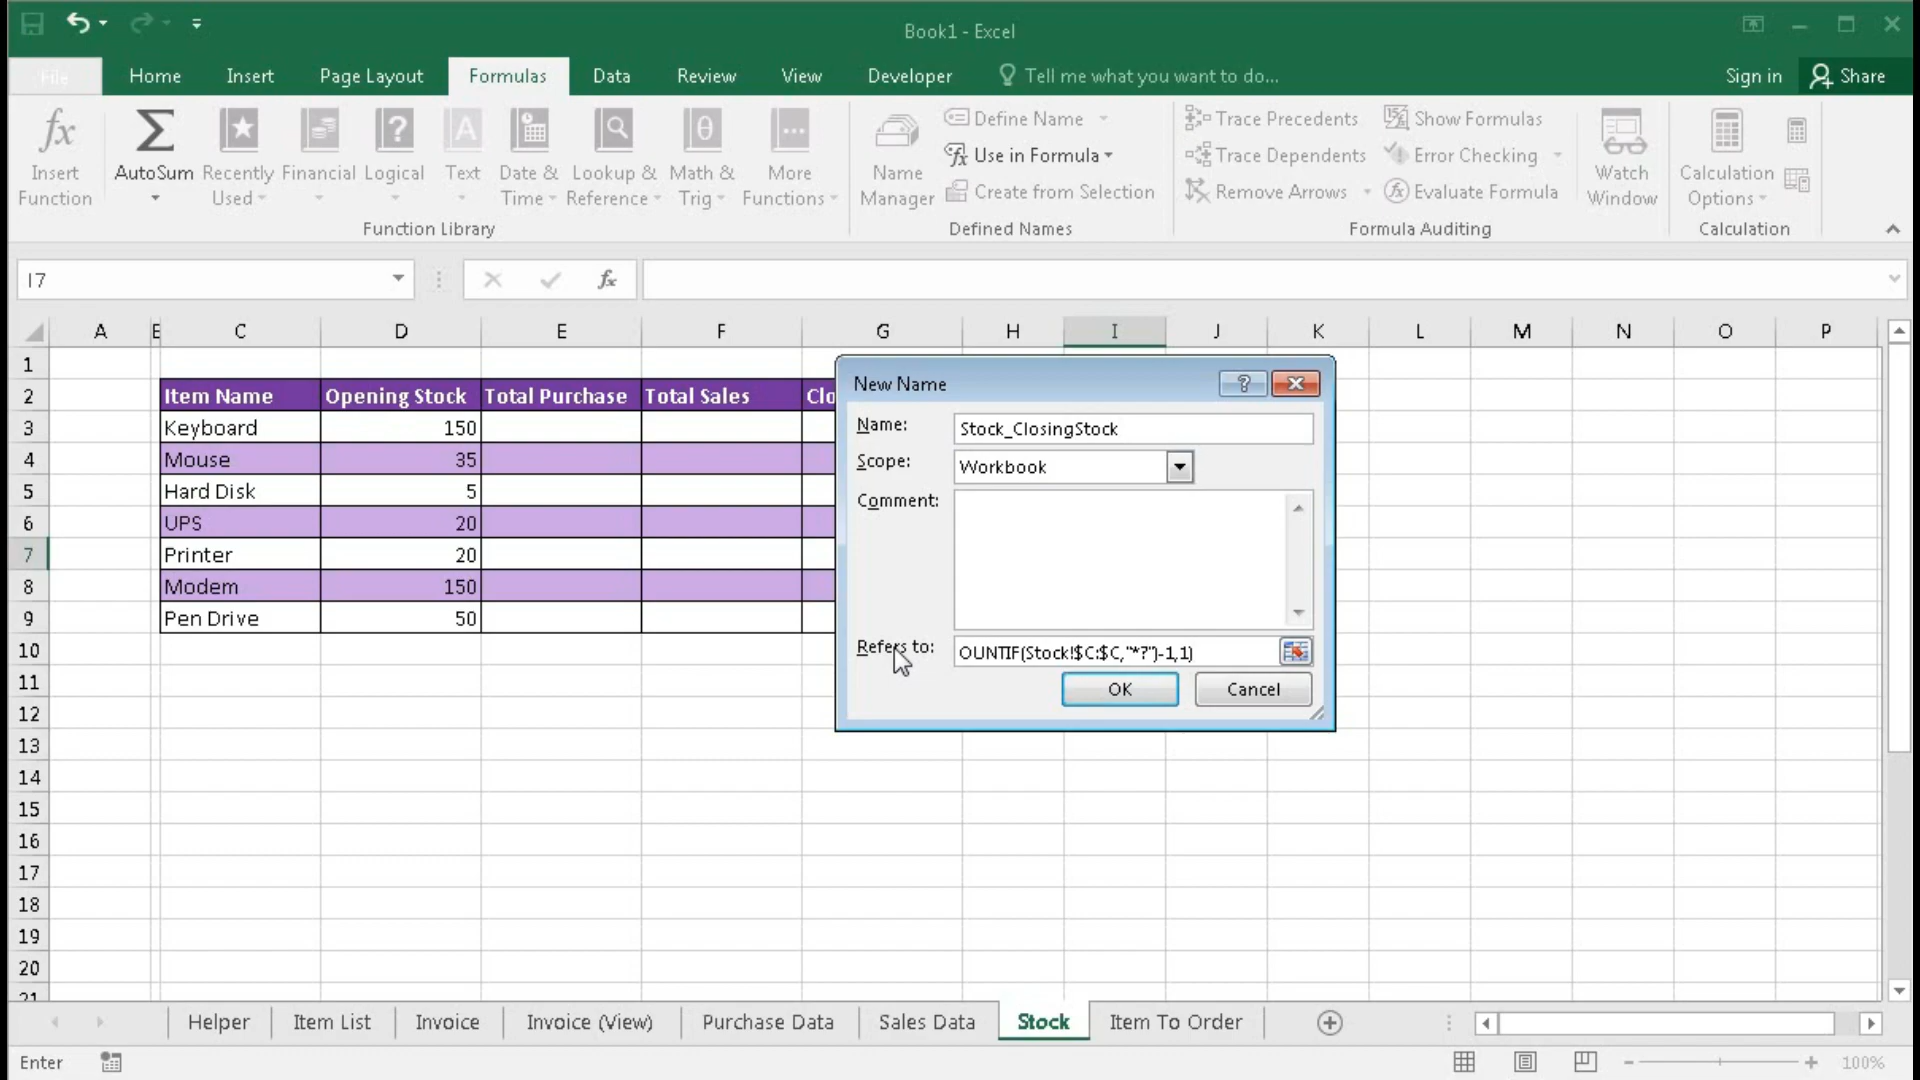 Book1 - Excel
File Home Insert Page Layout Formulas Data Review View Developer Tell me what you want to do... Sign in Share
fx
Insert Function
AutoSum
Recently Used
Financial
Logical
Text
Date & Time
Lookup & Reference
Math & Trig
More Functions
Function Library
Name Manager
Define Name
Use in Formula
Create from Selection
Defined Names
Trace Precedents
Trace Dependents
Remove Arrows
Show Formulas
Error Checking
Evaluate Formula
Formula Auditing
Watch Window
Calculation Options
Calculation
I7 fx
A E C D E F G H I J K L M N O P
1
2 Item Name Opening Stock Total Purchase Total Sales Clo
3 Keyboard 150
4 Mouse 35
5 Hard Disk 5
6 UPS 20
7 Printer 20
8 Modem 150
9 Pen Drive 50
10
11
12
13
14
15
16
17
18
19
20
21
New Name
Name: Stock_ClosingStock
Scope: Workbook
Comment:
Refers to: OUNTIF(Stock!$C:$C,"*?")-1,1)
OK Cancel
Helper Item List Invoice Invoice (View) Purchase Data Sales Data Stock Item To Order
Enter 100%